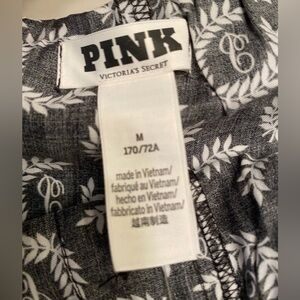 PINK
VICTORIA'S SECRET
M
170/72A
made in Vietnam/
fabriqué au Vietnam/
hecho en Vietnam/
fabbricato in Vietnam/
越南制造